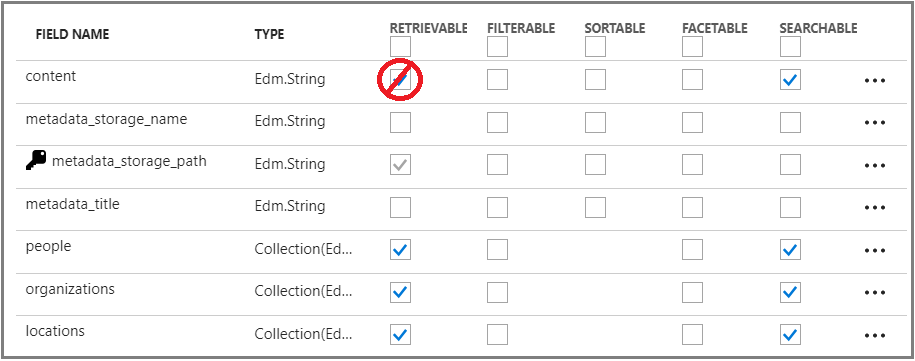 FIELD NAME TYPE RETRIEVABLE FILTERABLE SORTABLE FACETABLE SEARCHABLE
content Edm.String
metadata_storage_name Edm.String
metadata_storage_path Edm.String
metadata_title Edm.String
people Collection(Ed...
organizations Collection(Ed...
locations Collection(Ed...